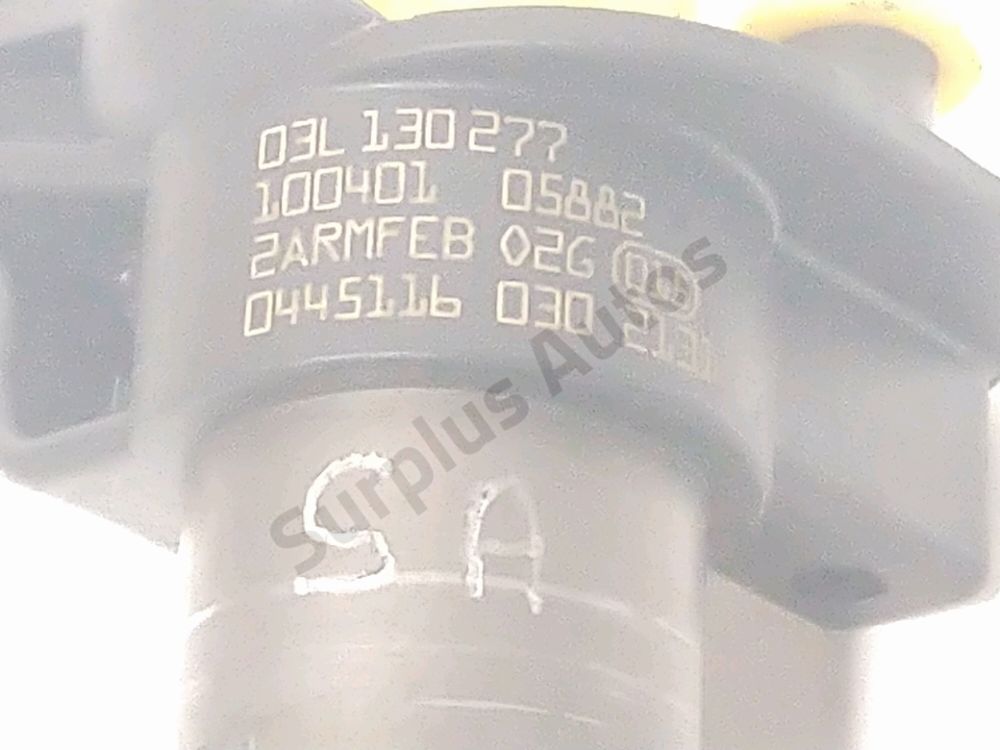 03L 130 277
100401 05882
2ARMFEB 02G
0445116 030
SA
Surplus Autos